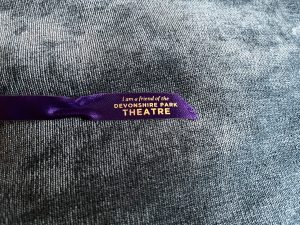 I am a friend of the
DEVONSHIRE PARK
THEATRE